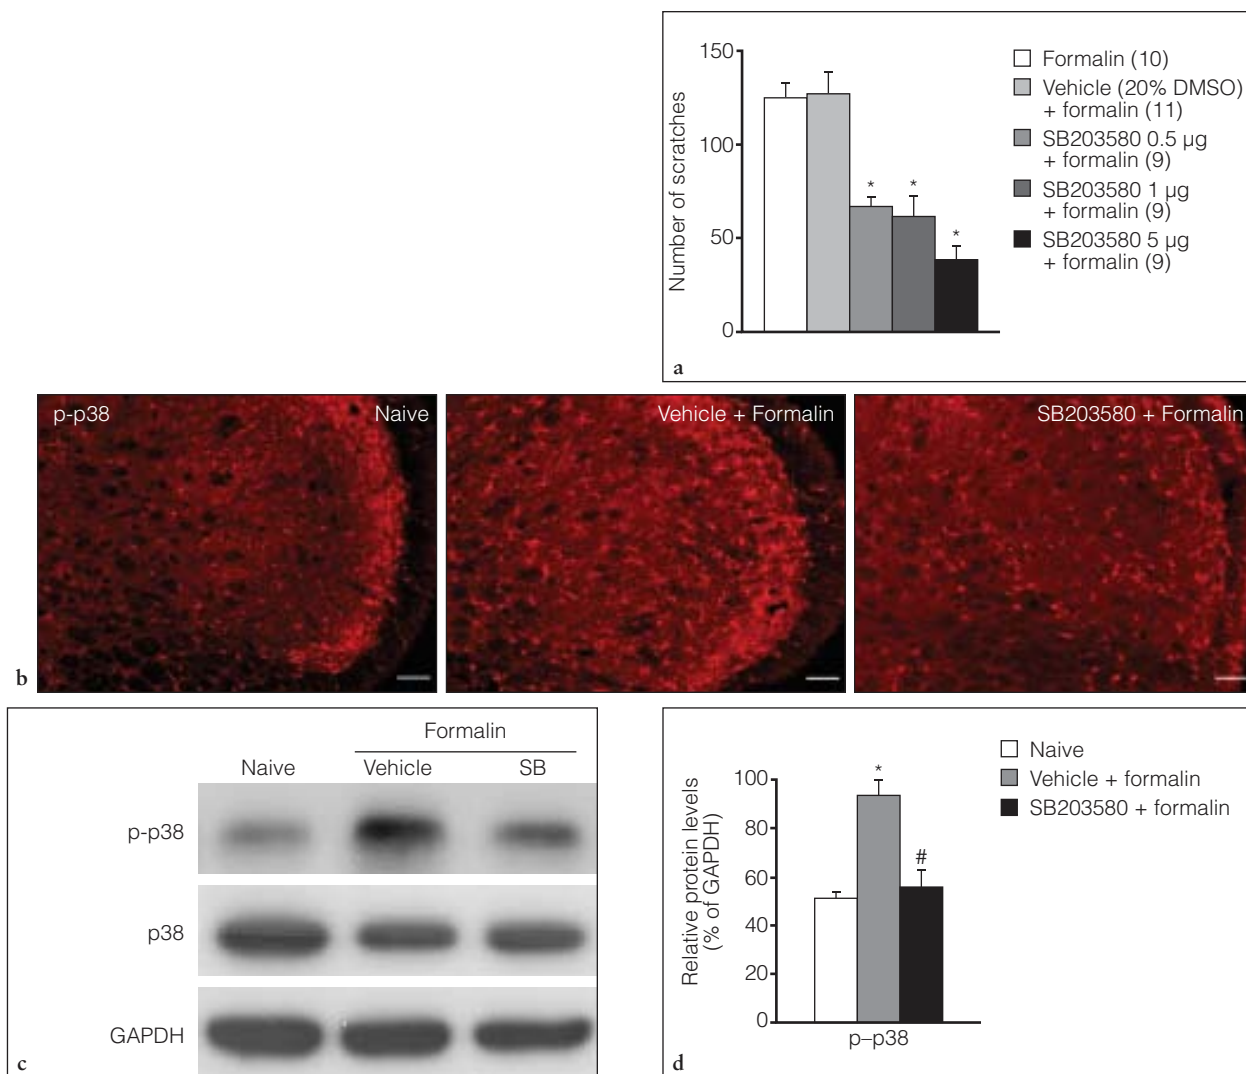 150
100
50
0
Number of scratches
*
*
*
Formalin (10)
Vehicle (20% DMSO)
+ formalin (11)
SB203580 0.5 µg
+ formalin (9)
SB203580 1 µg
+ formalin (9)
SB203580 5 µg
+ formalin (9)
a
p-p38
Naive
Vehicle + Formalin
SB203580 + Formalin
b
Formalin
Naive
Vehicle
SB
p-p38
p38
GAPDH
c
100
80
60
40
20
0
Relative protein levels
(% of GAPDH)
*
#
p–p38
Naive
Vehicle + formalin
SB203580 + formalin
d